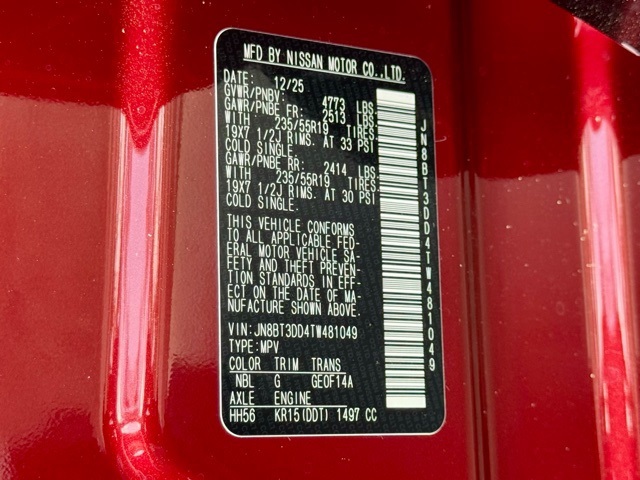 MFD BY NISSAN MOTOR CO.,LTD.
DATE: 12/25
GVWR/PNBV: 4773 LBS
GAWR/PNBE FR: 2513 LBS
WITH 235/55R19 TIRES.
19X7 1/2J RIMS. AT 33 PSI
COLD SINGLE.
GAWR/PNBE RR: 2414 LBS
WITH 235/55R19 TIRES.
19X7 1/2J RIMS. AT 30 PSI
COLD SINGLE.
THIS VEHICLE CONFORMS
TO ALL APPLICABLE FED-
ERAL MOTOR VEHICLE SA-
FETY AND THEFT PREVEN-
TION STANDARDS IN EFF-
ECT ON THE DATE OF MA-
NUFACTURE SHOWN ABOVE.
VIN: JN8BT3DD4TW481049
TYPE: MPV
COLOR TRIM TRANS
NBL G GEOF14A
AXLE ENGINE
HH56 KR15(DDT) 1497 CC
JN8BT3DD4TW481049